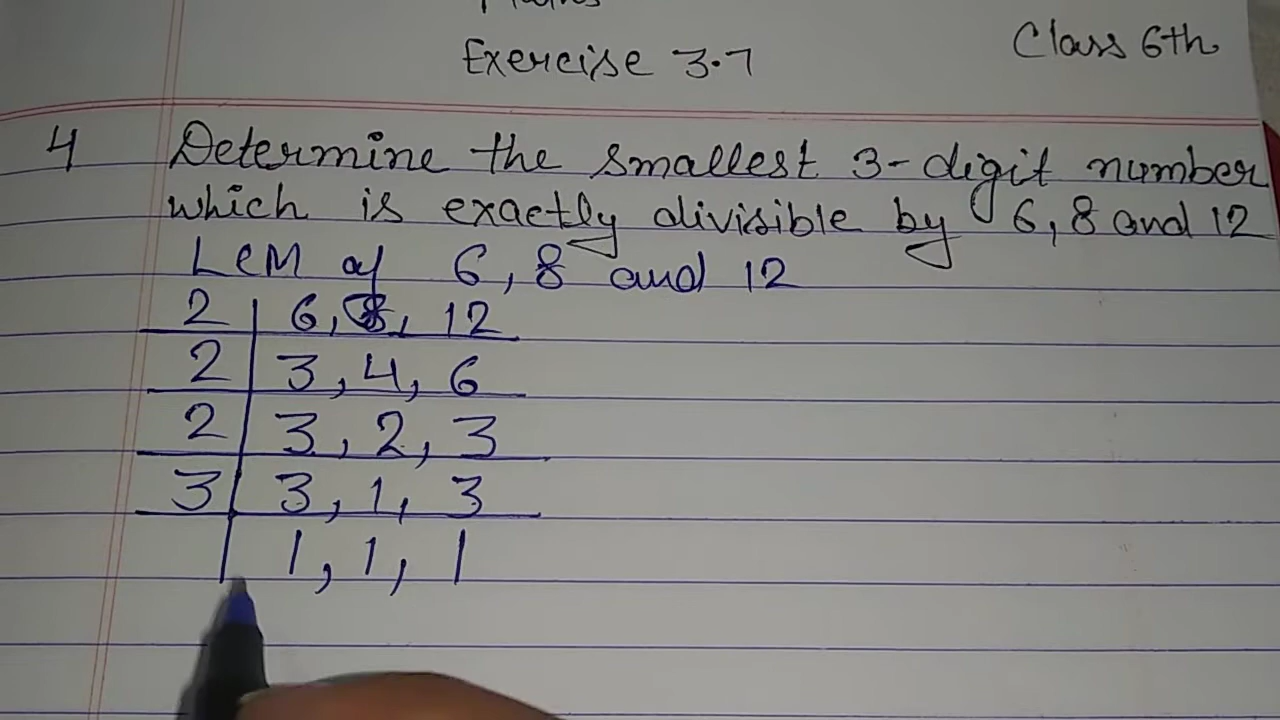 Exercise 3.7
Class 6th
4 Determine the smallest 3-digit number
which is exactly divisible by 6, 8 and 12
LCM of 6, 8 and 12
2 | 6, 8, 12
2 | 3, 4, 6
2 | 3, 2, 3
3 | 3, 1, 3
| 1, 1, 1